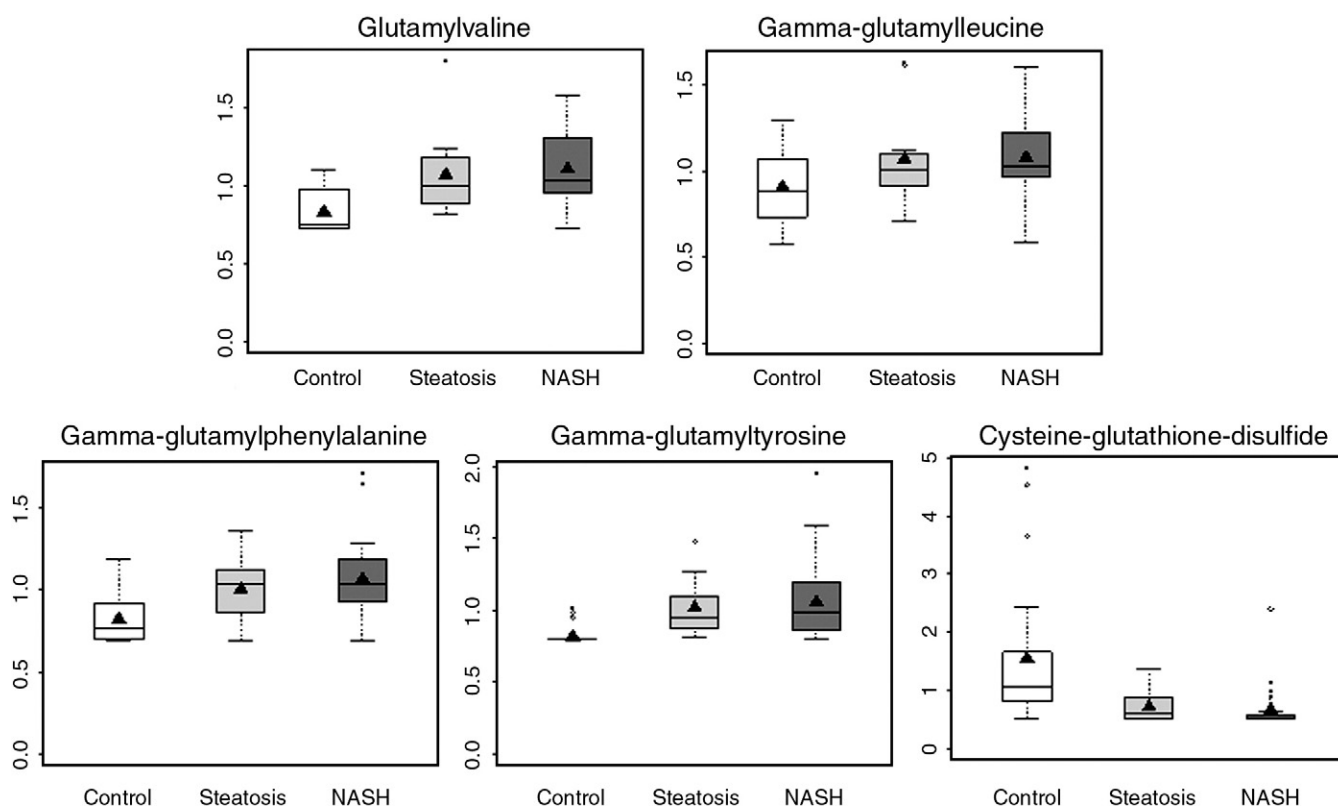 Glutamylvaline
Gamma-glutamylleucine
1.5
1.0
0.5
0.0
1.5
1.0
0.5
0.0
Control Steatosis NASH
Control Steatosis NASH
Gamma-glutamylphenylalanine
Gamma-glutamyltyrosine
Cysteine-glutathione-disulfide
1.5
1.0
0.5
0.0
2.0
1.5
1.0
0.5
0.0
5
4
3
2
1
0
Control Steatosis NASH
Control Steatosis NASH
Control Steatosis NASH